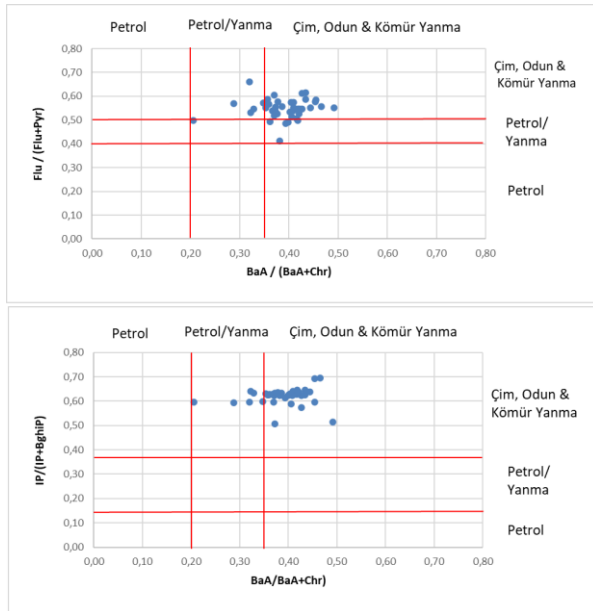 Petrol Petrol/Yanma Çim, Odun & Kömür Yanma
0,80
0,70
0,60
0,50
0,40
0,30
0,20
0,10
0,00
Flu / (Flu+Pyr)
Çim, Odun &
Kömür Yanma
Petrol/
Yanma
Petrol
0,00 0,10 0,20 0,30 0,40 0,50 0,60 0,70 0,80
BaA / (BaA+Chr)
Petrol Petrol/Yanma Çim, Odun & Kömür Yanma
0,80
0,70
0,60
0,50
0,40
0,30
0,20
0,10
0,00
IP/(IP+BghiP)
Çim, Odun &
Kömür Yanma
Petrol/
Yanma
Petrol
0,00 0,10 0,20 0,30 0,40 0,50 0,60 0,70 0,80
BaA/BaA+Chr)